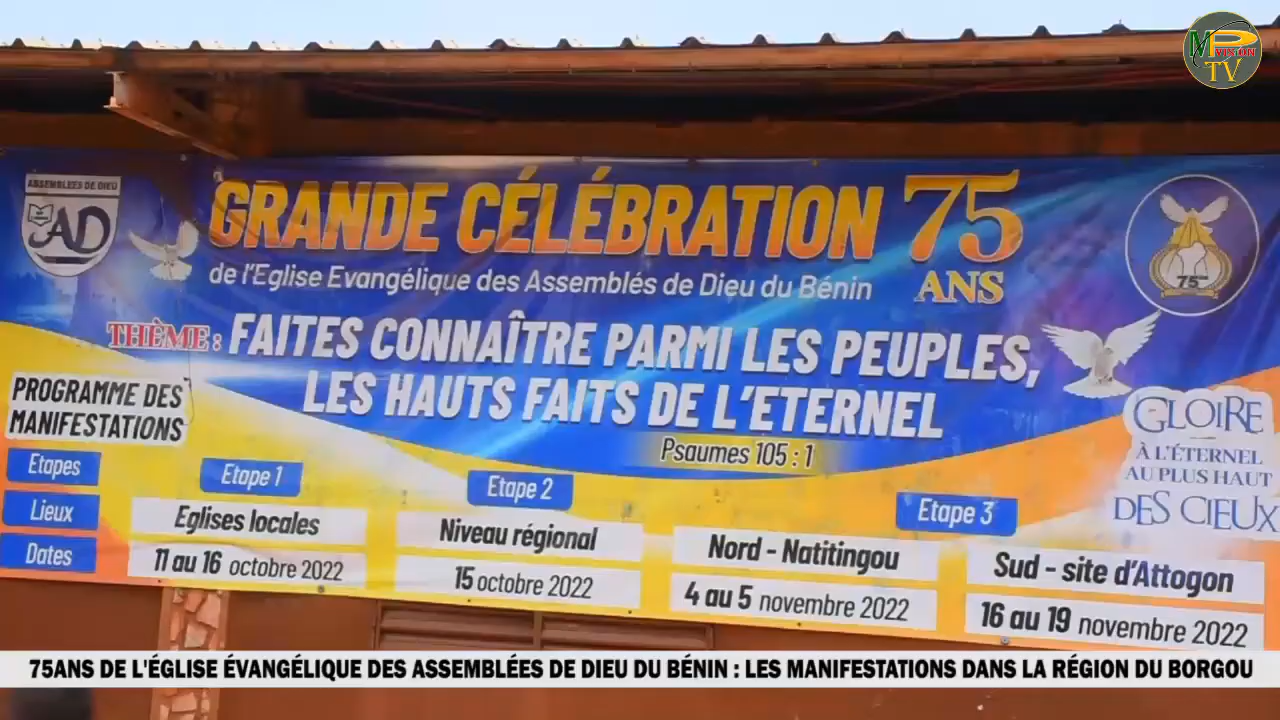 MP
VISION
TV
ASSEMBLEES DE DIEU
AD
GRANDE CÉLÉBRATION 75
ANS
de l'Eglise Evangélique des Assemblés de Dieu du Bénin
75
THÈME : FAITES CONNAÎTRE PARMI LES PEUPLES,
LES HAUTS FAITS DE L'ETERNEL
Psaumes 105 : 1
GLOIRE
À L'ÉTERNEL
AU PLUS HAUT
DES CIEUX
PROGRAMME DES
MANIFESTATIONS
Etapes Etape 1 Etape 2 Etape 3
Lieux Eglises locales Niveau régional Nord - Natitingou Sud - site d'Attogon
Dates 11 au 16 octobre 2022 15 octobre 2022 4 au 5 novembre 2022 16 au 19 novembre 2022
75ANS DE L'ÉGLISE ÉVANGÉLIQUE DES ASSEMBLÉES DE DIEU DU BÉNIN : LES MANIFESTATIONS DANS LA RÉGION DU BORGOU